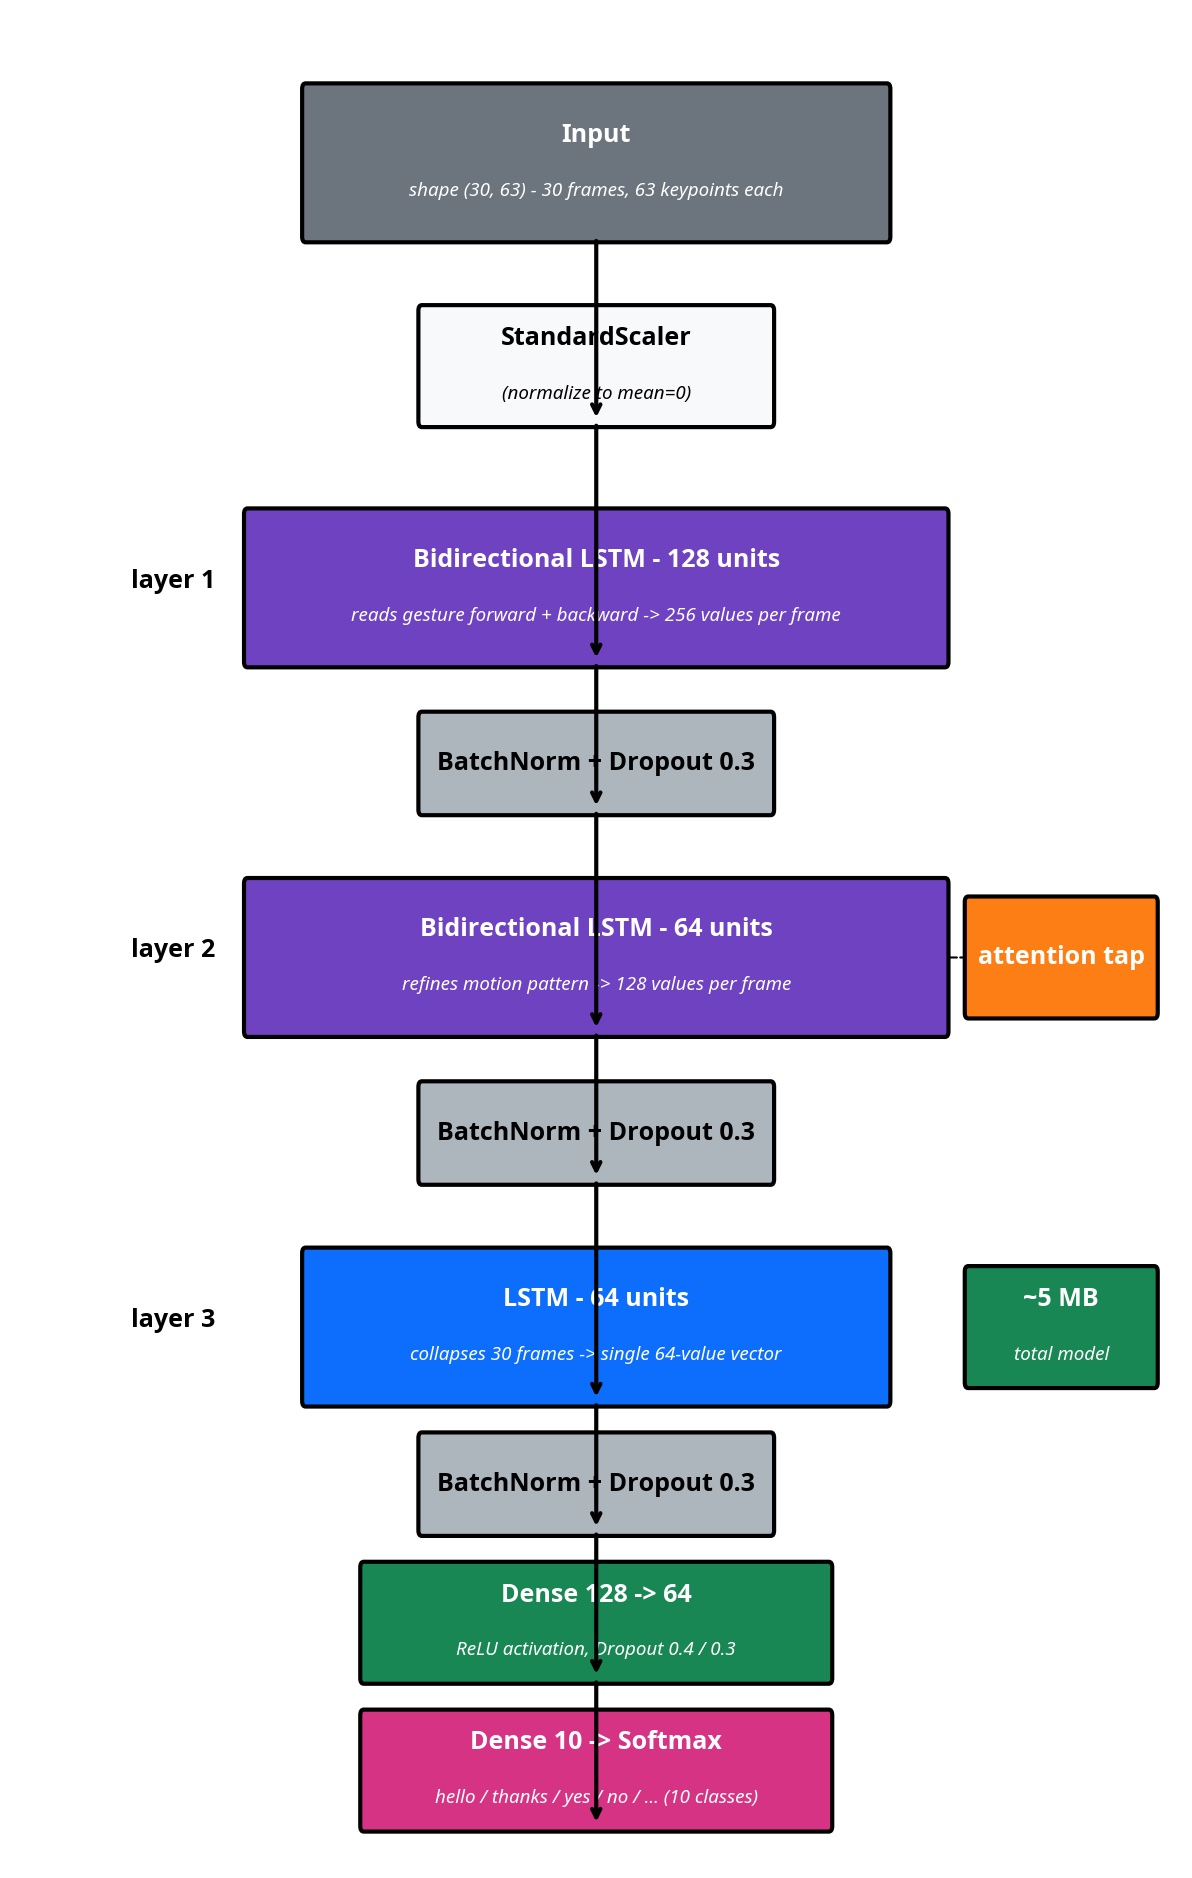 Input
shape (30, 63) - 30 frames, 63 keypoints each
StandardScaler
(normalize to mean=0)
layer 1
Bidirectional LSTM - 128 units
reads gesture forward + backward -> 256 values per frame
BatchNorm + Dropout 0.3
layer 2
Bidirectional LSTM - 64 units
refines motion pattern -> 128 values per frame
attention tap
BatchNorm + Dropout 0.3
layer 3
LSTM - 64 units
collapses 30 frames -> single 64-value vector
~5 MB
total model
BatchNorm + Dropout 0.3
Dense 128 -> 64
ReLU activation, Dropout 0.4 / 0.3
Dense 10 -> Softmax
hello / thanks / yes / no / ... (10 classes)